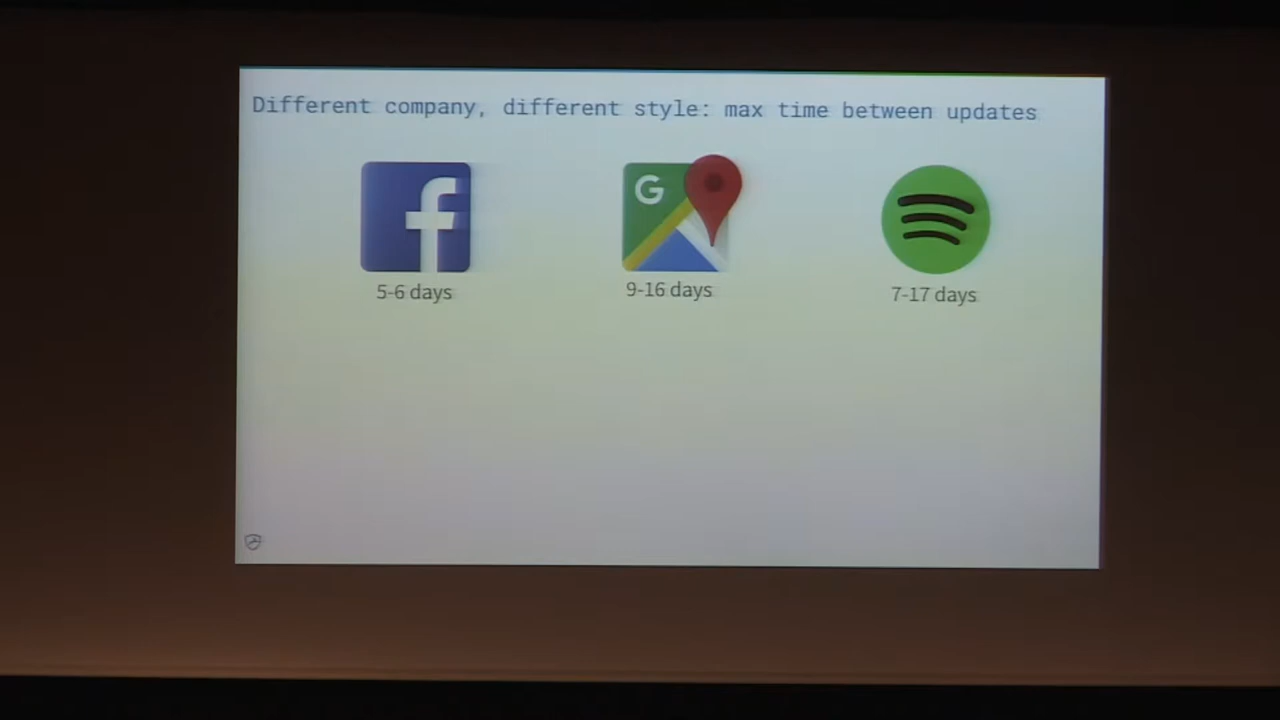 Different company, different style: max time between updates
f
G
5-6 days
9-16 days
7-17 days